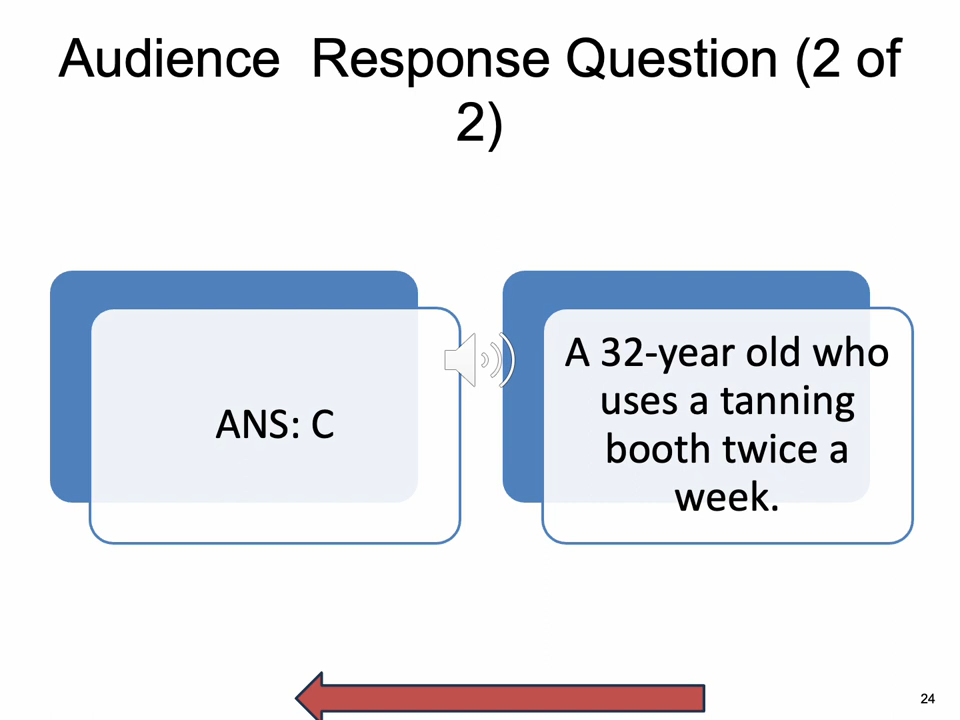 Audience  Response Question (2 of
2)
ANS: C
A 32-year old who
uses a tanning
booth twice a
week.
24